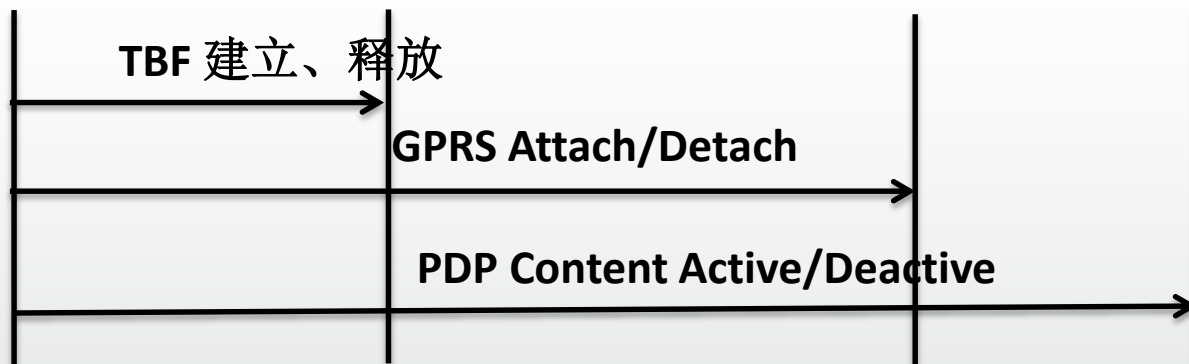 TBF 建立、释放
GPRS Attach/Detach
PDP Content Active/Deactive